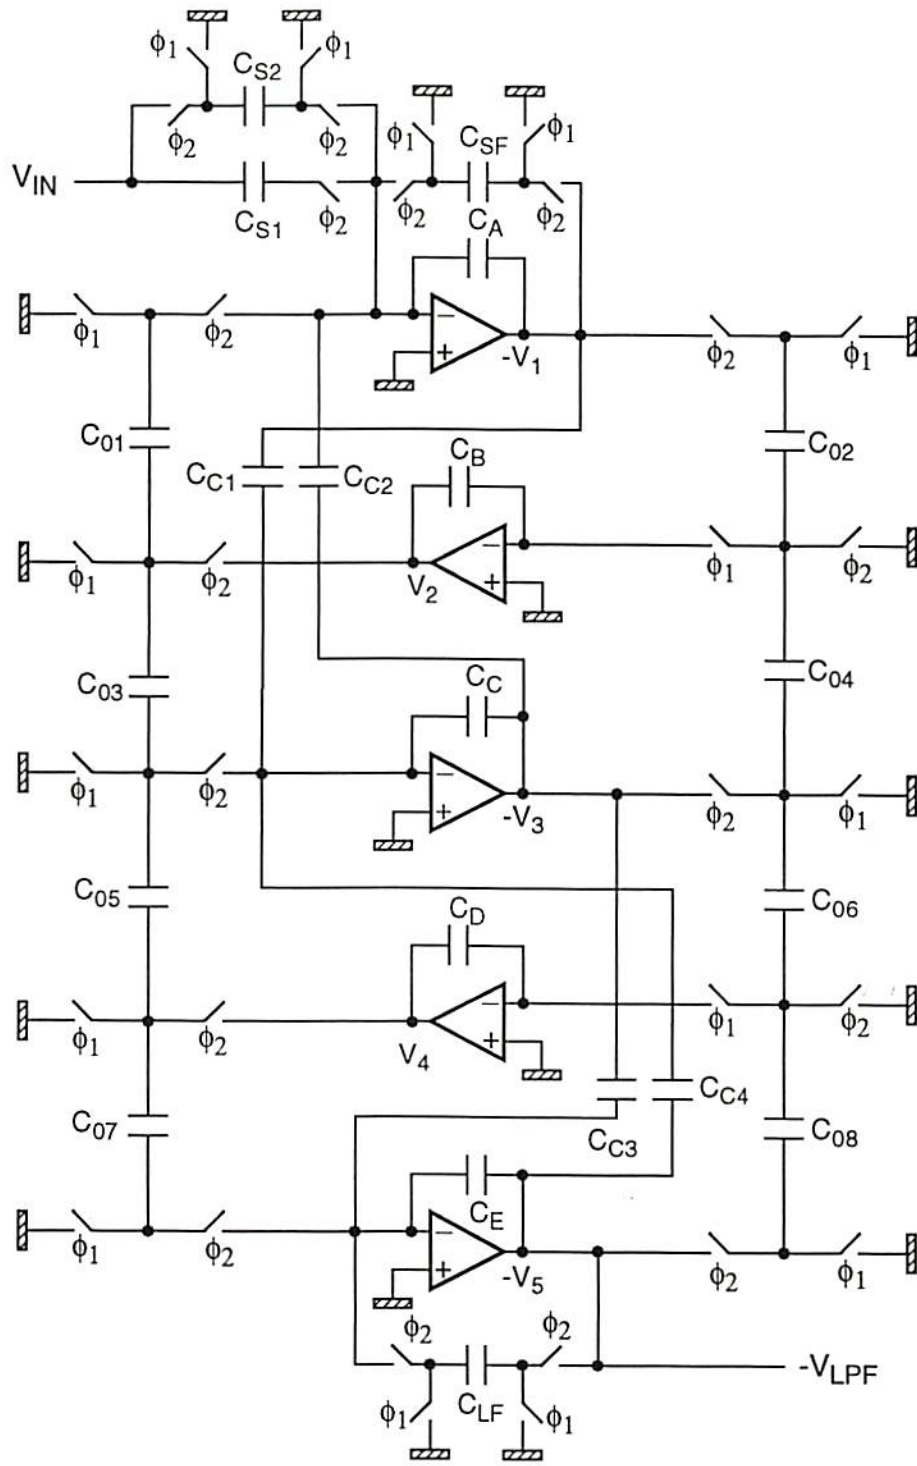 ϕ1 ϕ1
CS2
ϕ2 ϕ2
ϕ1 CSF ϕ1
VIN
CS1 ϕ2 ϕ2 CA ϕ2
ϕ1 ϕ2 − + -V1 ϕ2 ϕ1
C01 CC1 CC2 CB C02
ϕ1 ϕ2 V2 − + ϕ1 ϕ2
C03 CC C04
ϕ1 ϕ2 − + -V3 ϕ2 ϕ1
C05 CD C06
ϕ1 ϕ2 V4 − + ϕ1 ϕ2
C07 CC3 CC4 C08
CE
ϕ1 ϕ2 − + -V5 ϕ2 ϕ1
ϕ2 ϕ2
-VLPF
ϕ1 CLF ϕ1